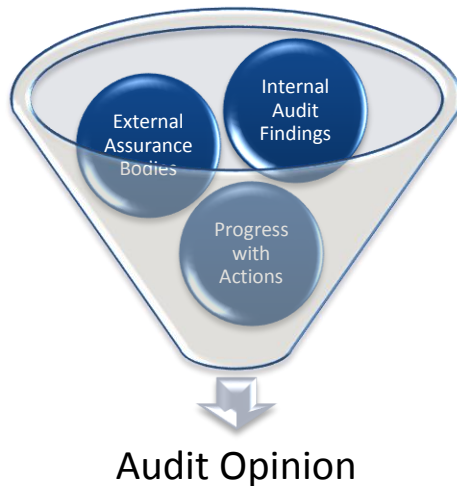 Internal
Audit
Findings
External
Assurance
Bodies
Progress
with
Actions
Audit Opinion